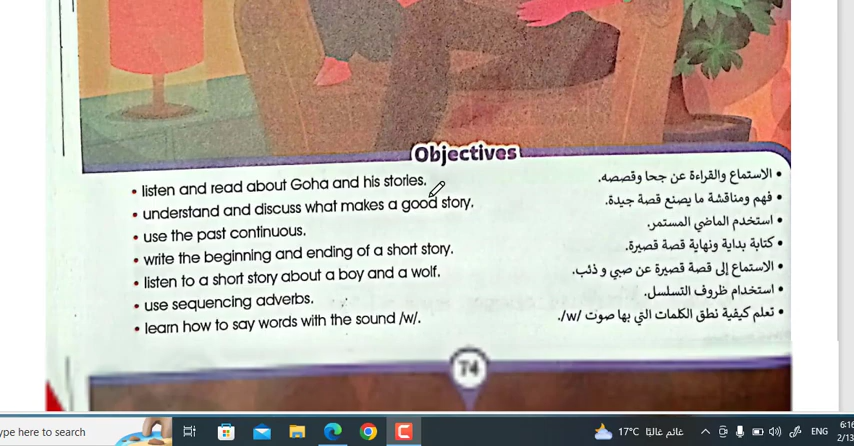 Objectives
• listen and read about Goha and his stories.
• understand and discuss what makes a good story.
• use the past continuous.
• write the beginning and ending of a short story.
• listen to a short story about a boy and a wolf.
• use sequencing adverbs.
• learn how to say words with the sound /w/.
• الاستماع والقراءة عن جحا وقصصه.
• فهم ومناقشة ما يصنع قصة جيدة.
• استخدم الماضي المستمر.
• كتابة بداية ونهاية قصة قصيرة.
• الاستماع إلى قصة قصيرة عن صبي و ذئب.
• استخدام ظروف التسلسل.
• تعلم كيفية نطق الكلمات التي بها صوت /w/.
74
ype here to search
17°C غائم غالبًا
ENG
6:16
2/13